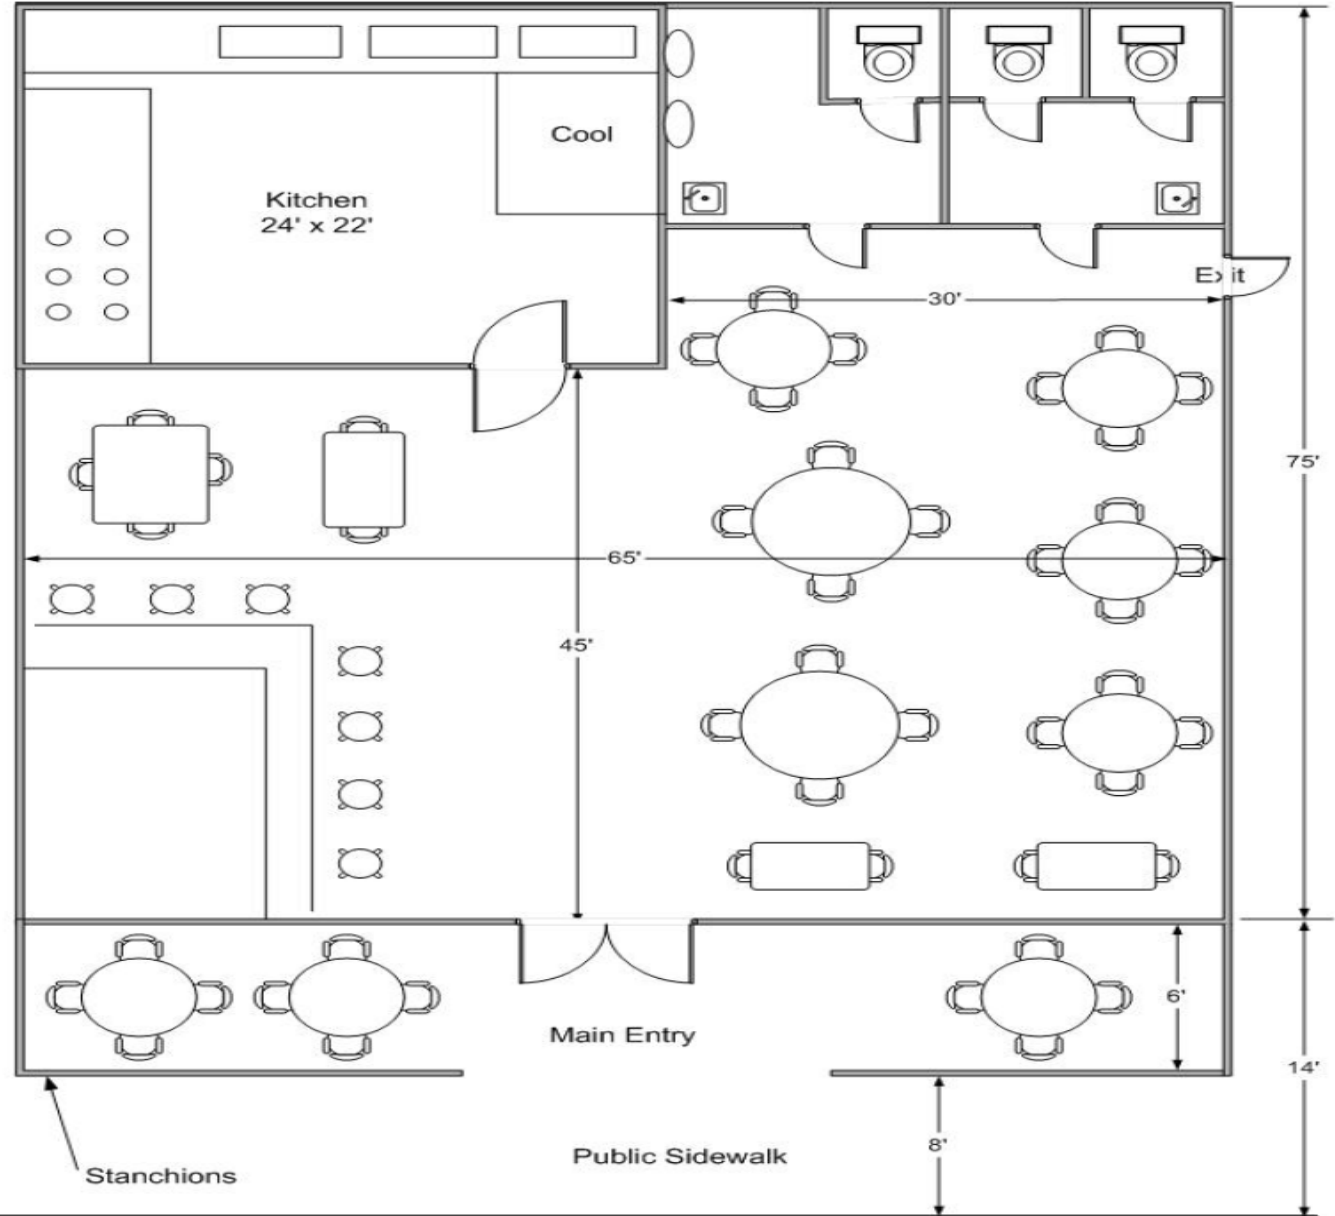 Cool
Kitchen
24' x 22'
Exit
30'
75'
65'
45'
6'
Main Entry
14'
8'
Public Sidewalk
Stanchions